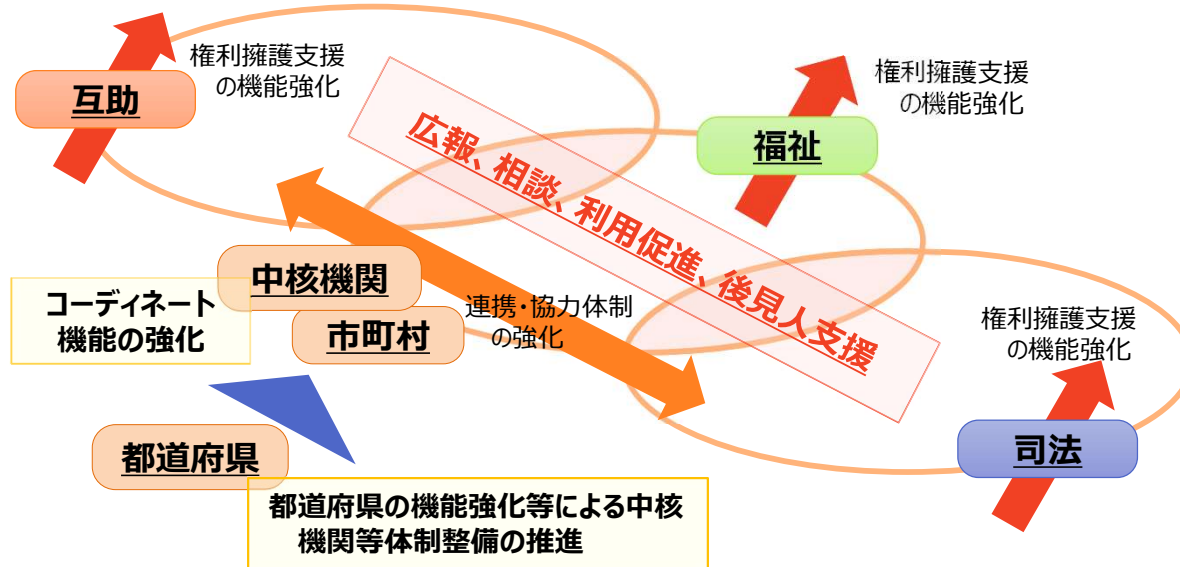 権利擁護支援
の機能強化
互助
権利擁護支援
の機能強化
福祉
広報、相談、利用促進、後見人支援
中核機関
コーディネート
機能の強化
市町村
連携・協力体制
の強化
権利擁護支援
の機能強化
司法
都道府県
都道府県の機能強化等による中核
機関等体制整備の推進